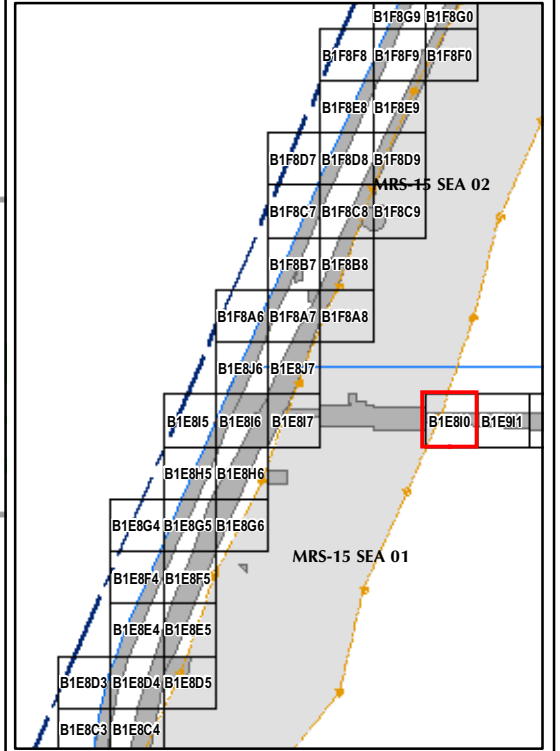 B1F8G9 B1F8G0
B1F8F8 B1F8F9 B1F8F0
B1F8E8 B1F8E9
B1F8D7 B1F8D8 B1F8D9
MRS-15 SEA 02
B1F8C7 B1F8C8 B1F8C9
B1F8B7 B1F8B8
B1F8A6 B1F8A7 B1F8A8
B1E8J6 B1E8J7
B1E8I5 B1E8I6 B1E8I7 B1E8I0 B1E9I1
B1E8H5 B1E8H6
B1E8G4 B1E8G5 B1E8G6
MRS-15 SEA 01
B1E8F4 B1E8F5
B1E8E4 B1E8E5
B1E8D3 B1E8D4 B1E8D5
B1E8C3 B1E8C4